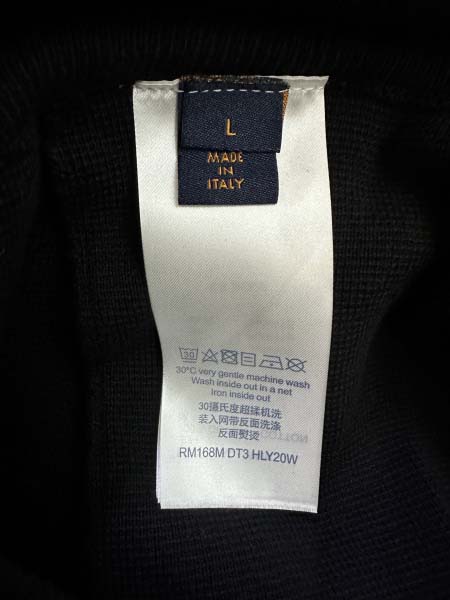 L
MADE
IN
ITALY
30
30°C very gentle machine wash
Wash inside out in a net
Iron inside out
30摄氏度超揉机洗
装入网带反面洗涤
反面熨烫
RM168M DT3 HLY20W